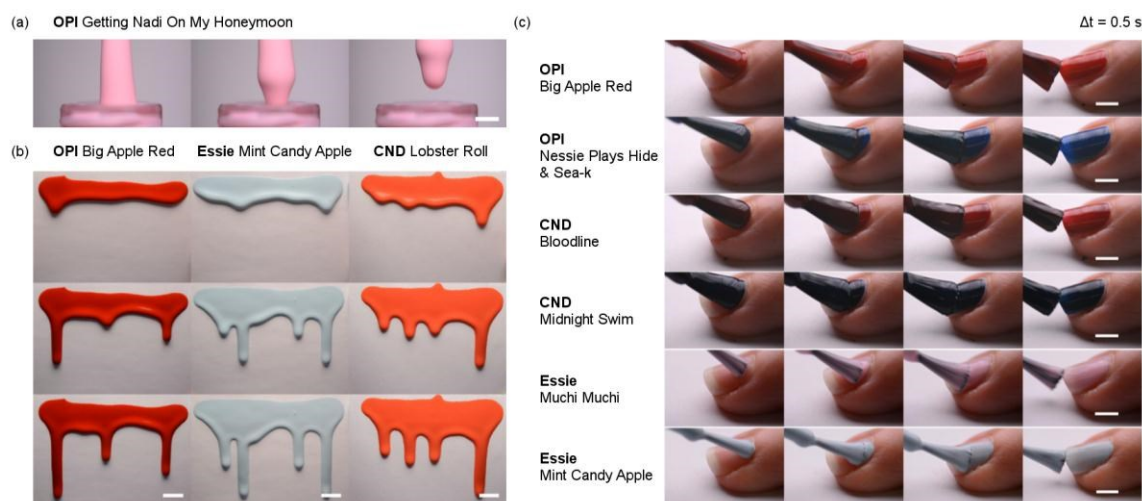 (a) OPI Getting Nadi On My Honeymoon
(b) OPI Big Apple Red Essie Mint Candy Apple CND Lobster Roll
(c) Δt = 0.5 s
OPI
Big Apple Red
OPI
Nessie Plays Hide
& Sea-k
CND
Bloodline
CND
Midnight Swim
Essie
Muchi Muchi
Essie
Mint Candy Apple